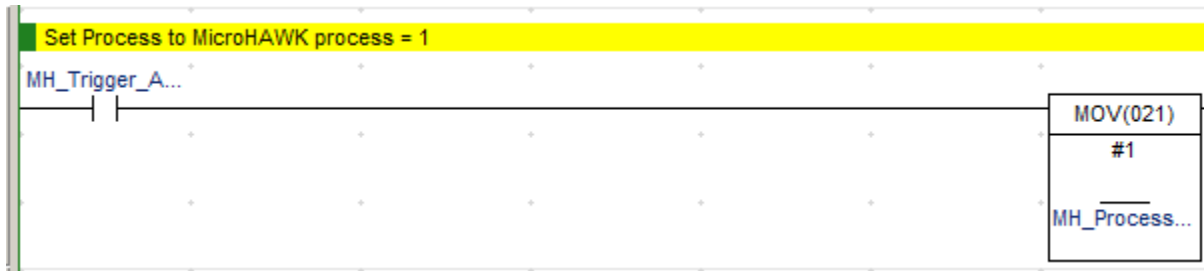 Set Process to MicroHAWK process = 1
MH_Trigger_A...
MOV(021)
#1
MH_Process...